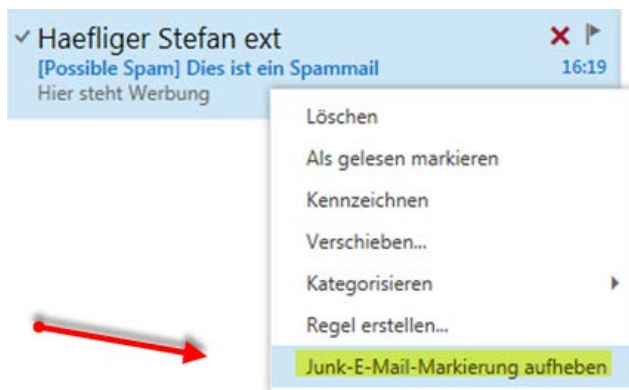 Haefliger Stefan ext
[Possible Spam] Dies ist ein Spammail 16:19
Hier steht Werbung
Löschen
Als gelesen markieren
Kennzeichnen
Verschieben...
Kategorisieren
Regel erstellen...
Junk-E-Mail-Markierung aufheben